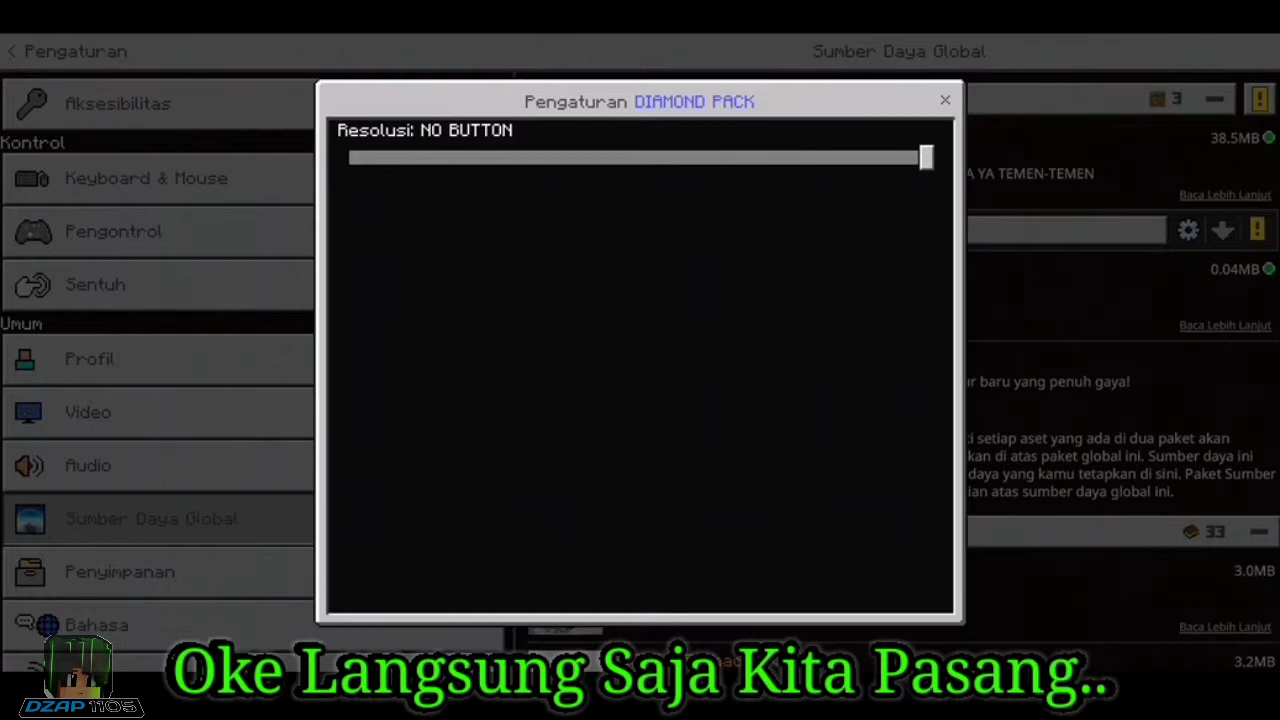 Pengaturan
Sumber Daya Global
Aksesibilitas
Kontrol
Keyboard & Mouse
Pengontrol
Sentuh
Umum
Profil
Video
Audio
Sumber Daya Global
Penyimpanan
Bahasa
Pengaturan DIAMOND PACK
Resolusi: NO BUTTON
3
38.5MB
A YA TEMEN-TEMEN
Baca Lebih Lanjut
0.04MB
Baca Lebih Lanjut
baru yang penuh gaya!
setiap aset yang ada di dua paket akan
kan di atas paket global ini. Sumber daya ini
daya yang kamu tetapkan di sini. Paket Sumber
ian atas sumber daya global ini.
33
3.0MB
Baca Lebih Lanjut
3.2MB
Oke Langsung Saja Kita Pasang..
DZAP 1105